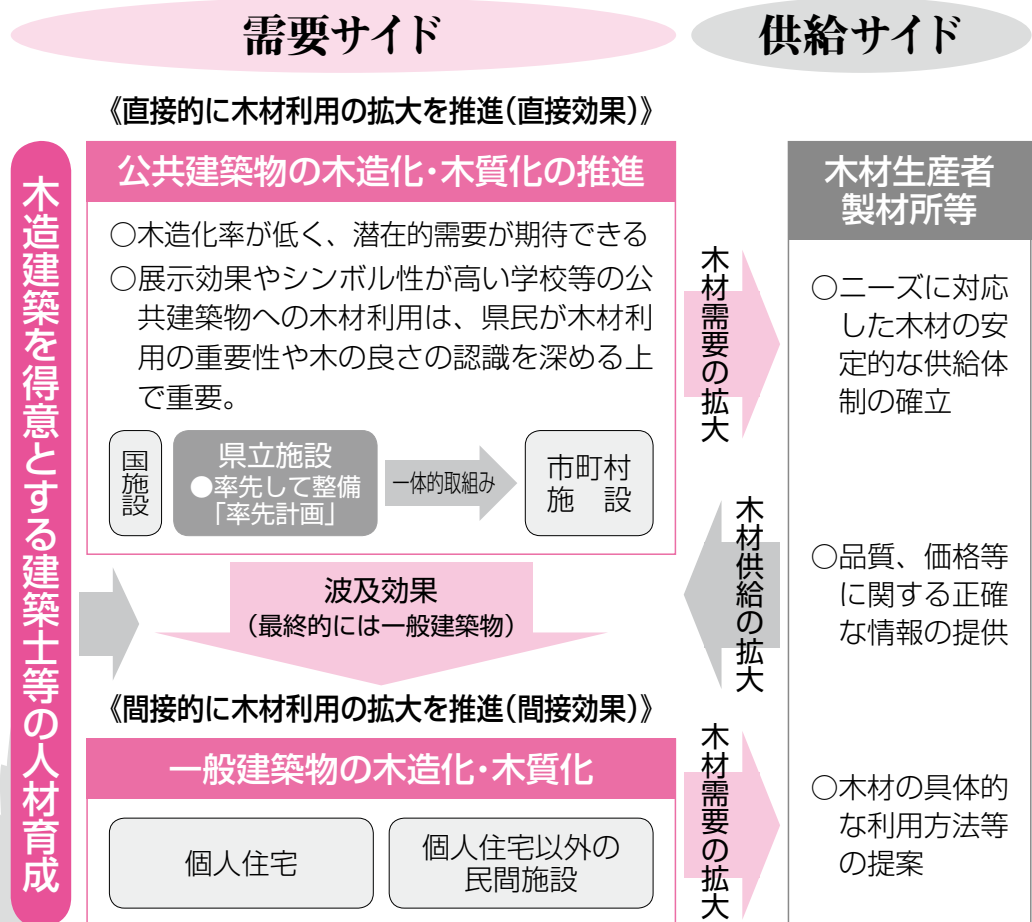 需要サイド
供給サイド
《直接的に木材利用の拡大を推進(直接効果)》
木造建築を得意とする建築士等の人材育成
公共建築物の木造化・木質化の推進
○木造化率が低く、潜在的需要が期待できる
○展示効果やシンボル性が高い学校等の公
共建築物への木材利用は、県民が木材利
用の重要性や木の良さの認識を深める上
で重要。
国施設
県立施設
●率先して整備
「率先計画」
一体的取組み
市町村
施 設
波及効果
(最終的には一般建築物)
《間接的に木材利用の拡大を推進(間接効果)》
一般建築物の木造化・木質化
個人住宅
個人住宅以外の
民間施設
木材需要の拡大
木材供給の拡大
木材需要の拡大
木材生産者
製材所等
○ニーズに対応
した木材の安
定的な供給体
制の確立
○品質、価格等
に関する正確
な情報の提供
○木材の具体的
な利用方法等
の提案